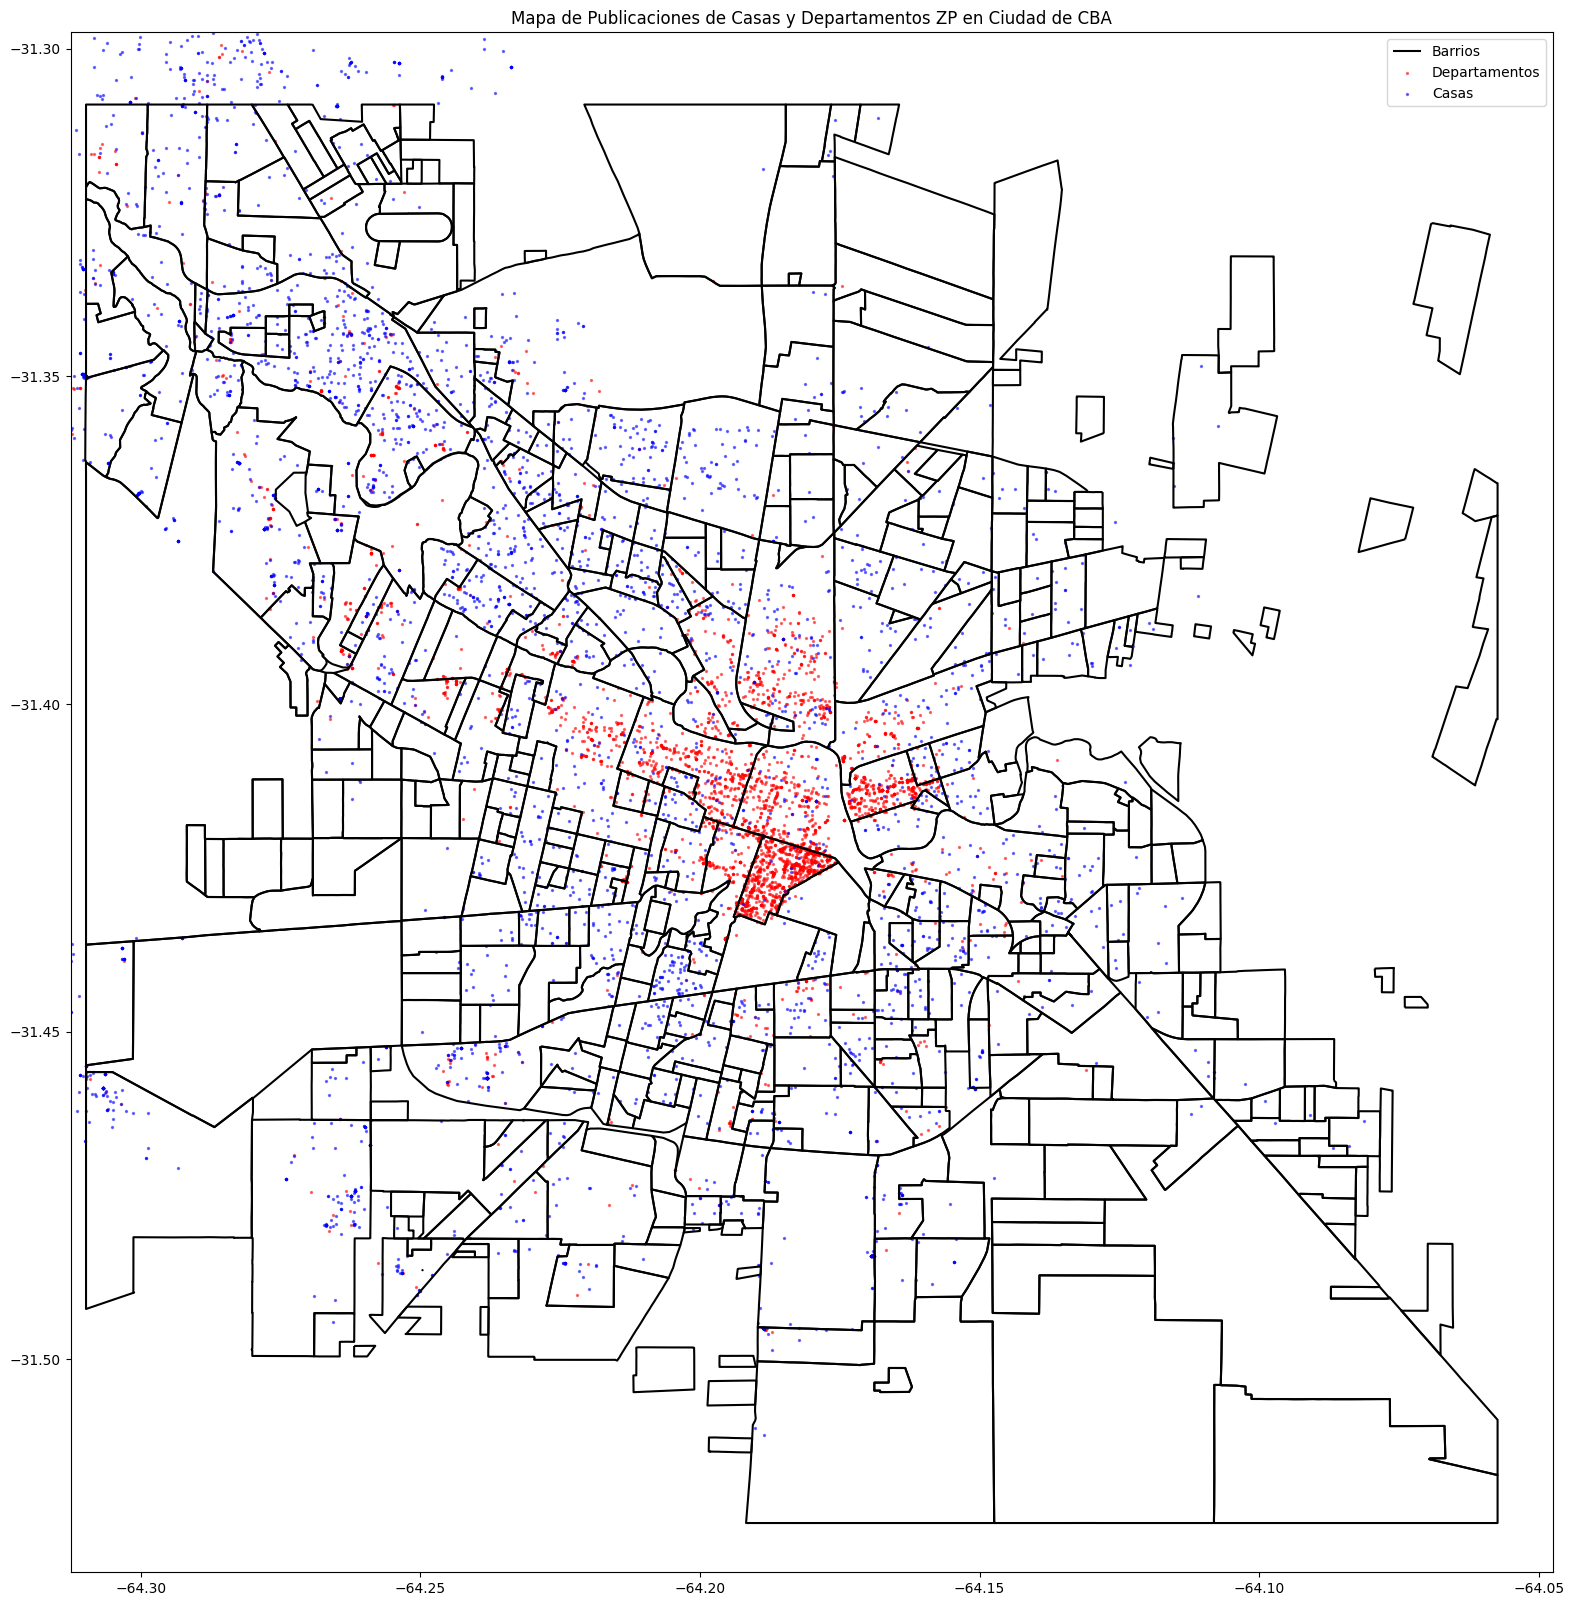 Mapa de Publicaciones de Casas y Departamentos ZP en Ciudad de CBA
Barrios
Departamentos
Casas
−31.30
−31.35
−31.40
−31.45
−31.50
−64.30
−64.25
−64.20
−64.15
−64.10
−64.05